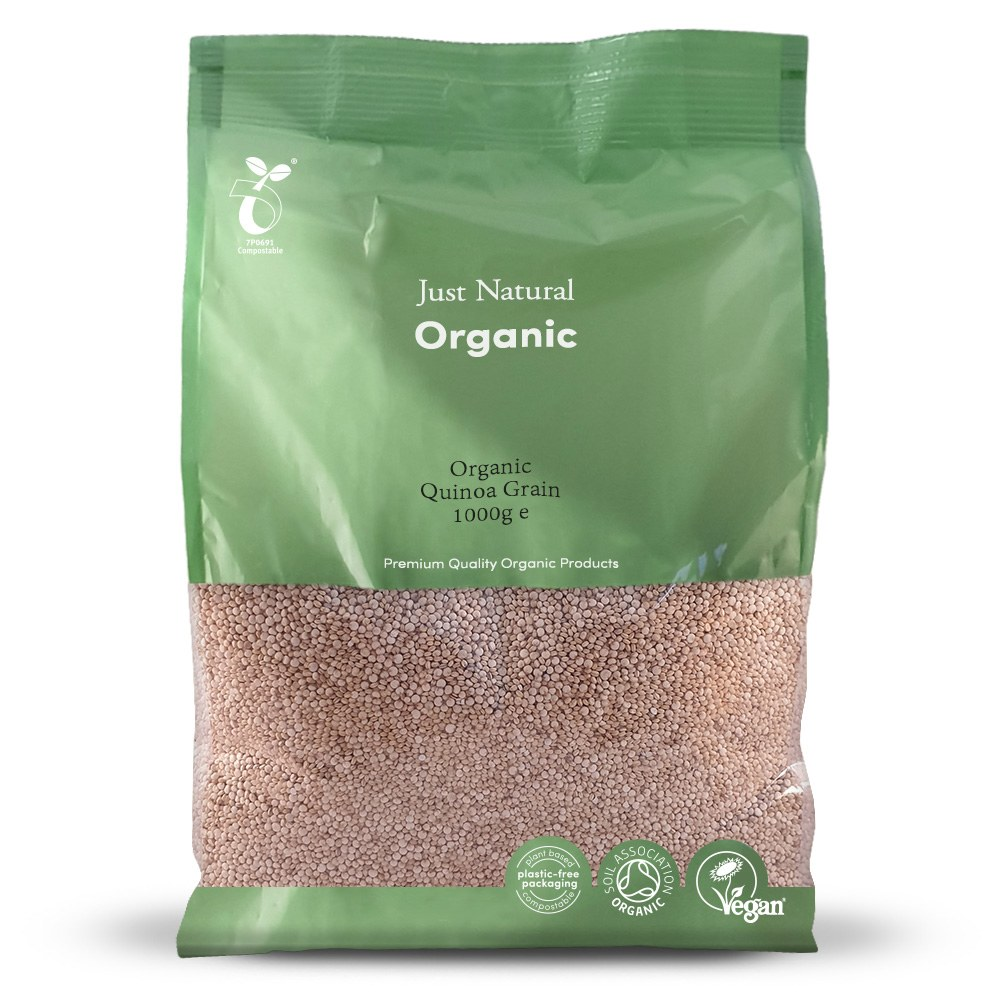 ®
7P0691
Compostable
Just Natural
Organic
Organic
Quinoa Grain
1000g e
Premium Quality Organic Products
plant based
plastic-free
packaging
compostable
SOIL ASSOCIATION
ORGANIC
Vegan